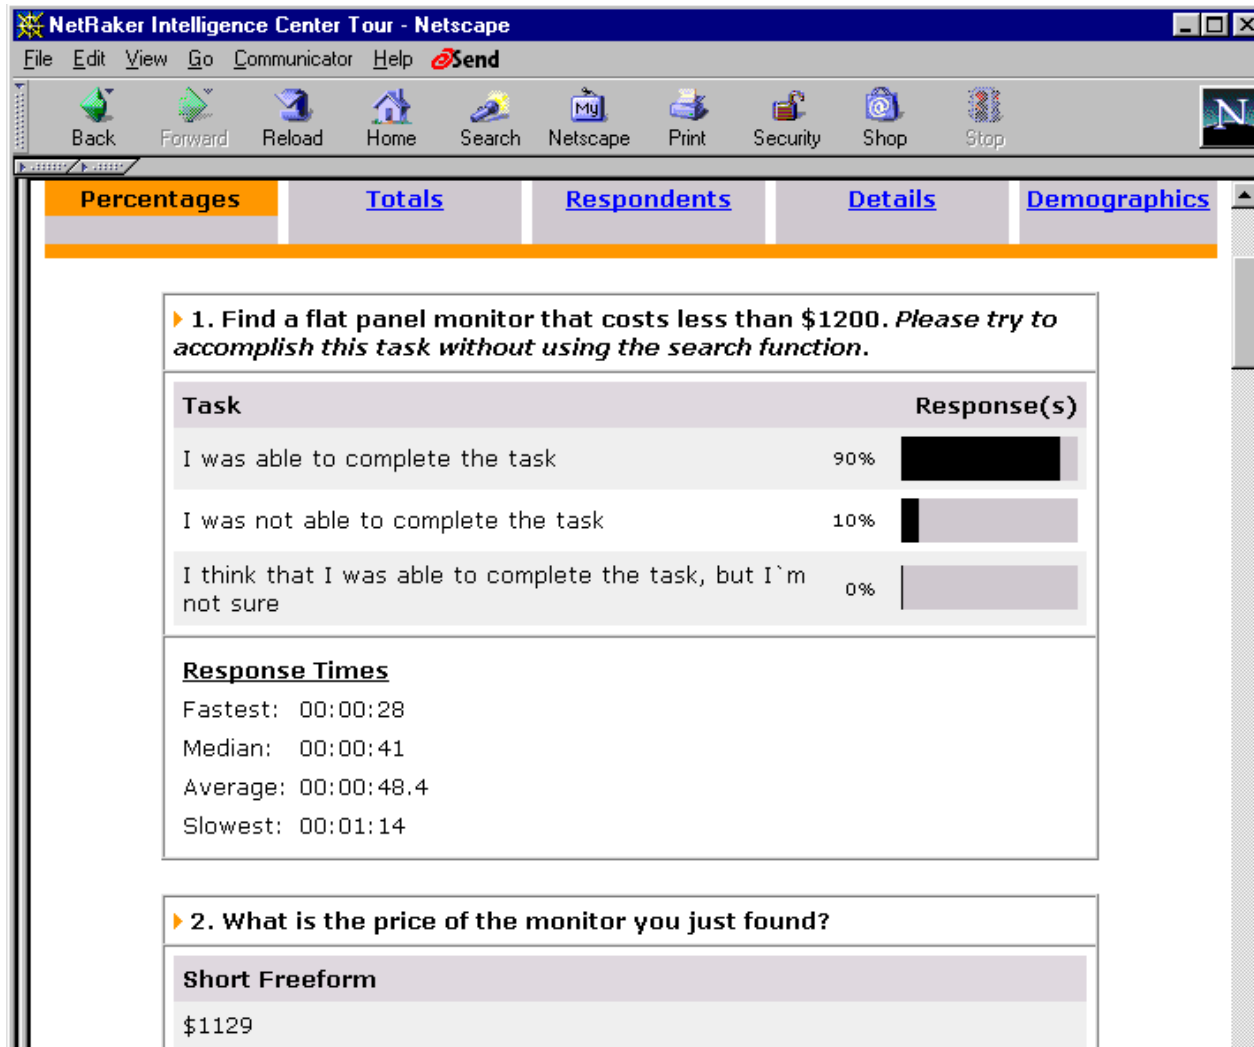 NetRaker Intelligence Center Tour - Netscape
File Edit View Go Communicator Help Send
My N
Back Forward Reload Home Search Netscape Print Security Shop Stop
Percentages Totals Respondents Details Demographics
1. Find a flat panel monitor that costs less than $1200. Please try to
accomplish this task without using the search function.
Task Response(s)
I was able to complete the task 90%
I was not able to complete the task 10%
I think that I was able to complete the task, but I`m
not sure 0%
Response Times
Fastest: 00:00:28
Median: 00:00:41
Average: 00:00:48.4
Slowest: 00:01:14
2. What is the price of the monitor you just found?
Short Freeform
$1129